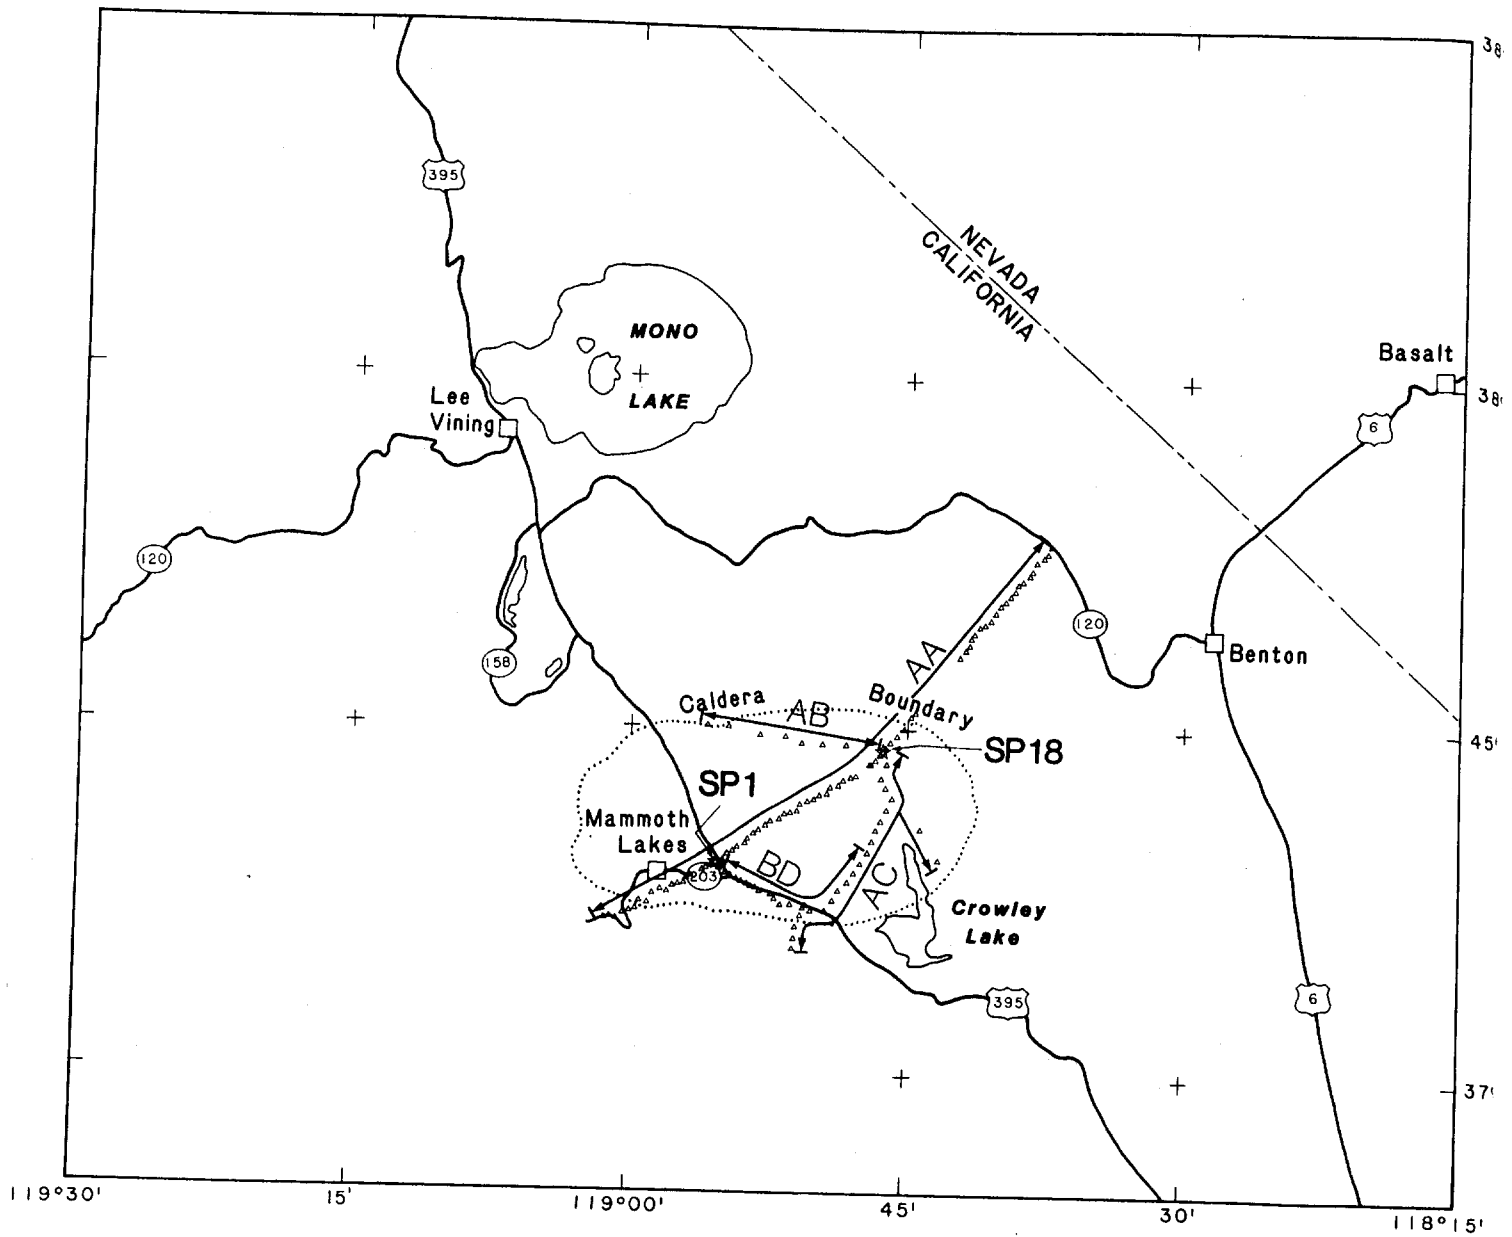 38
395
NEVADA
CALIFORNIA
MONO
LAKE
Basalt
Lee
Vining
38
6
120
120
Benton
158
AA
Caldera
AB
Boundary
SP18
45'
SP1
Mammoth
Lakes
203
BD
AC
Crowley
Lake
395
6
37
119°30'
15'
119°00'
45'
30'
118°15'